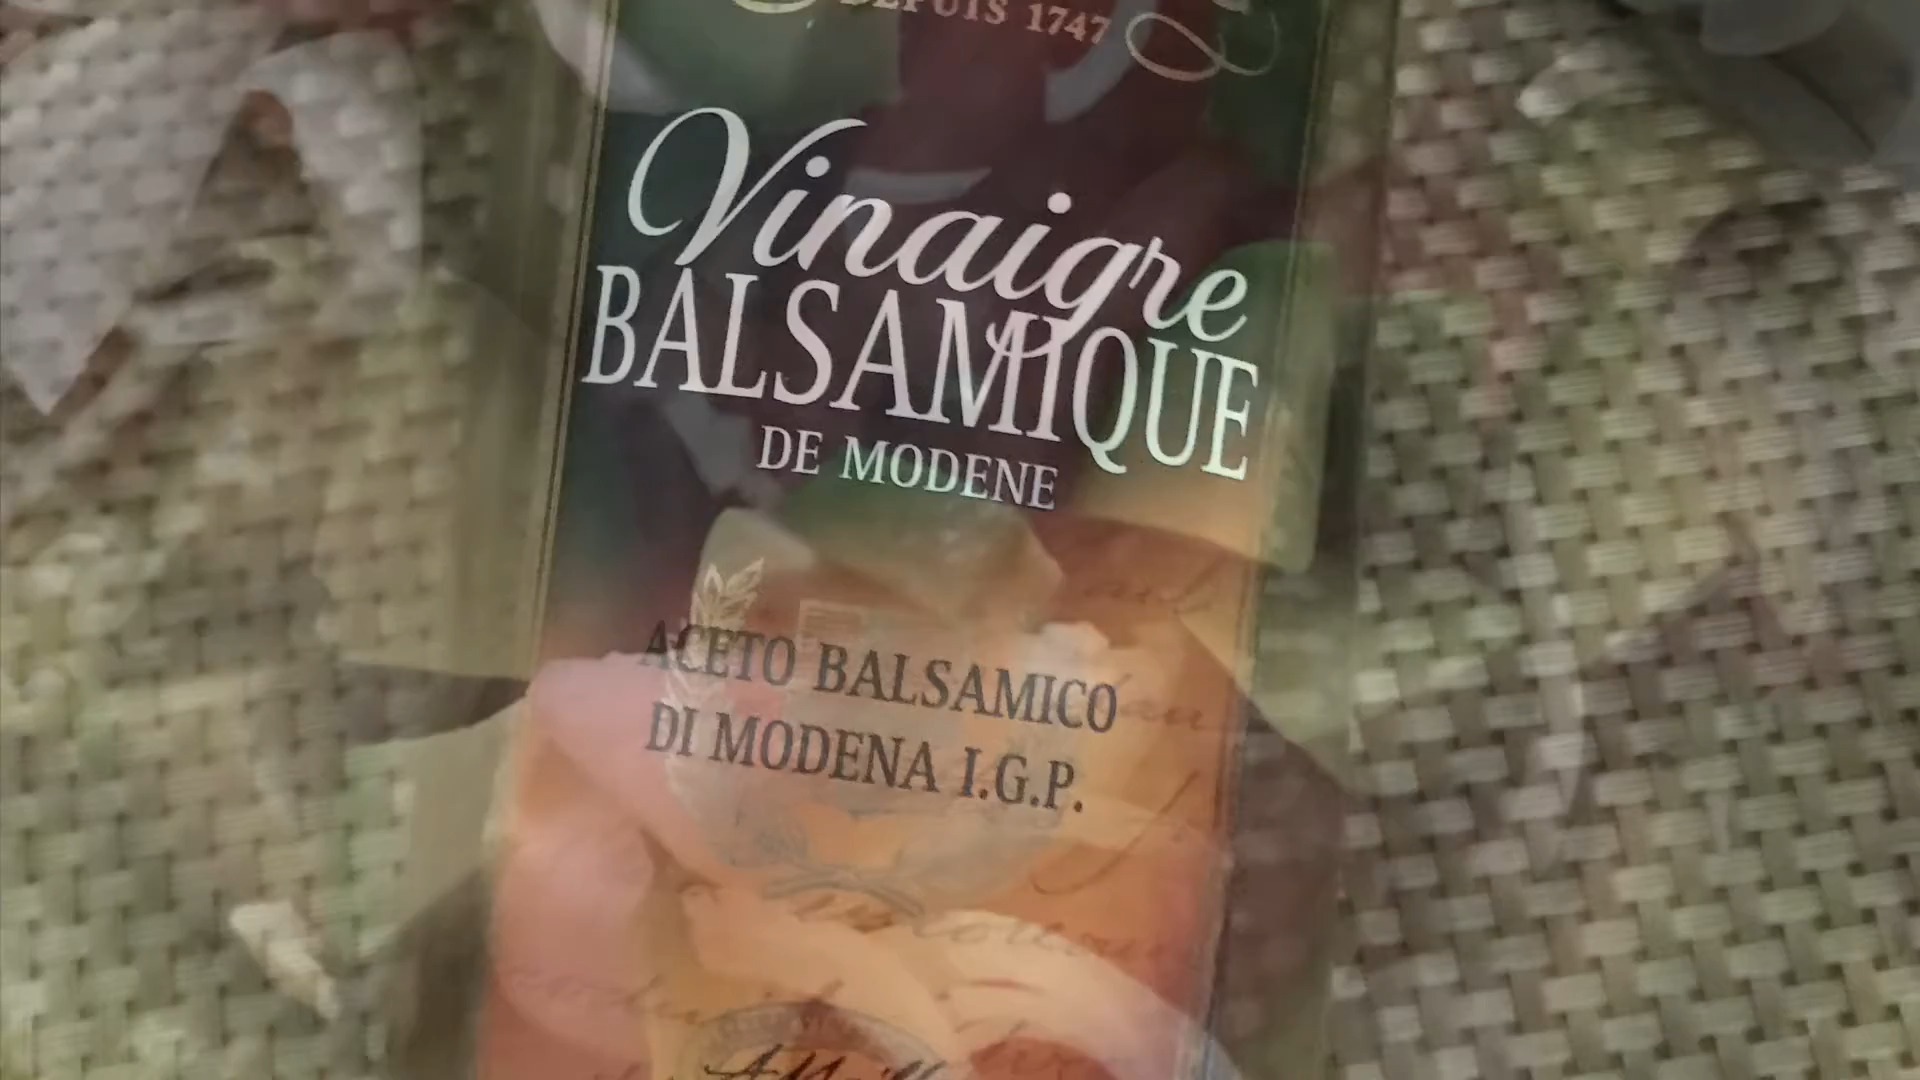 DEPUIS 1747
Vinaigre
BALSAMIQUE
DE MODENE
ACETO BALSAMICO
DI MODENA I.G.P.